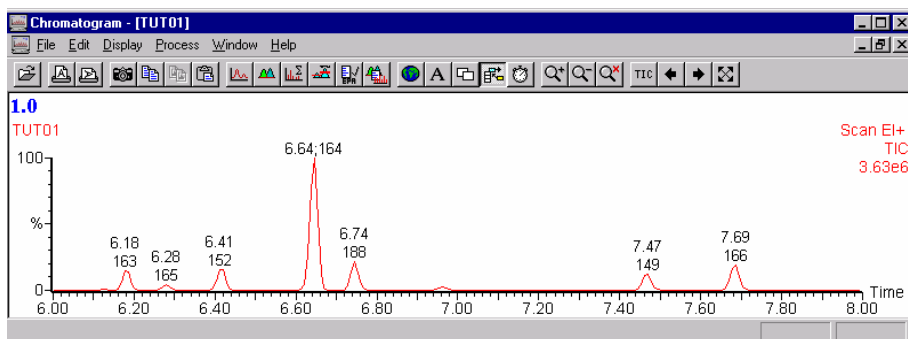 Chromatogram - [TUT01]
File Edit Display Process Window Help
EPR A TIC
1.0
TUT01
Scan EI+
TIC
3.63e6
100
%
0
6.64;164
6.18
163
6.28
165
6.41
152
6.74
188
7.47
149
7.69
166
6.00 6.20 6.40 6.60 6.80 7.00 7.20 7.40 7.60 7.80 8.00 Time